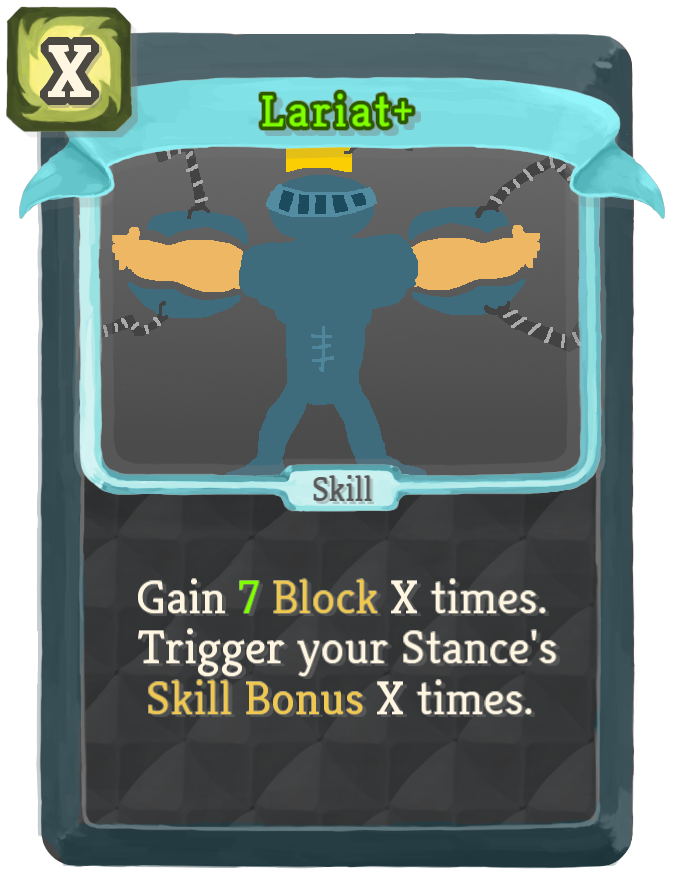 X
Lariat+
Skill
Gain 7 Block X times.
Trigger your Stance's
Skill Bonus X times.